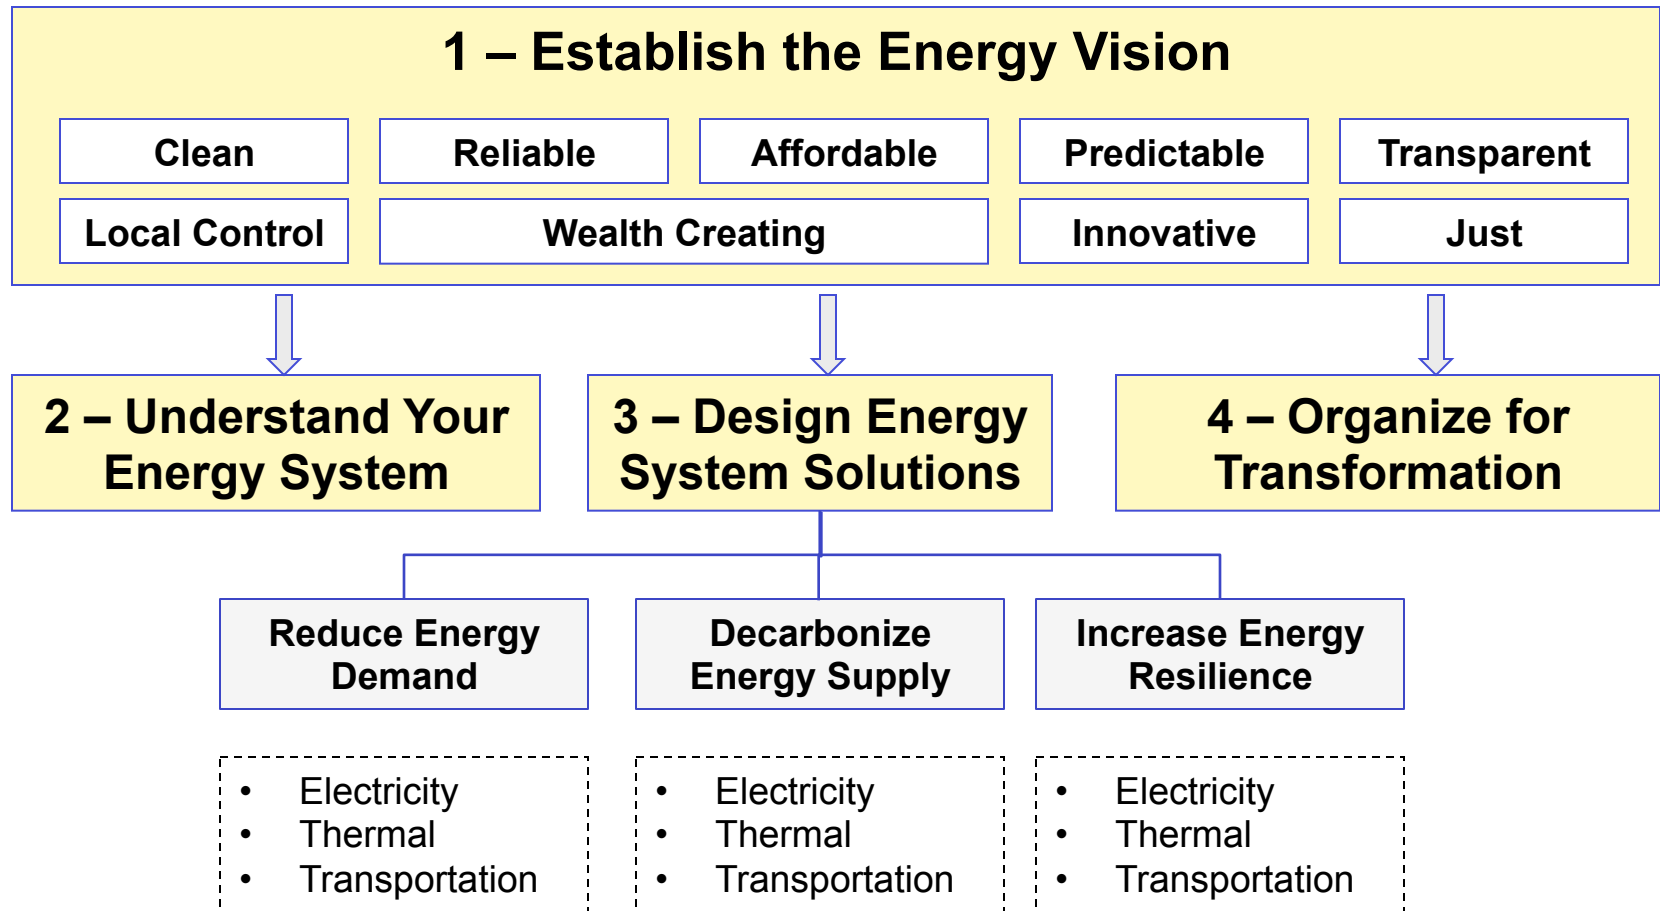 1 – Establish the Energy Vision
Clean
Reliable
Affordable
Predictable
Transparent
Local Control
Wealth Creating
Innovative
Just
2 – Understand Your
Energy System
3 – Design Energy
System Solutions
4 – Organize for
Transformation
Reduce Energy
Demand
Decarbonize
Energy Supply
Increase Energy
Resilience
• Electricity
• Thermal
• Transportation
• Electricity
• Thermal
• Transportation
• Electricity
• Thermal
• Transportation